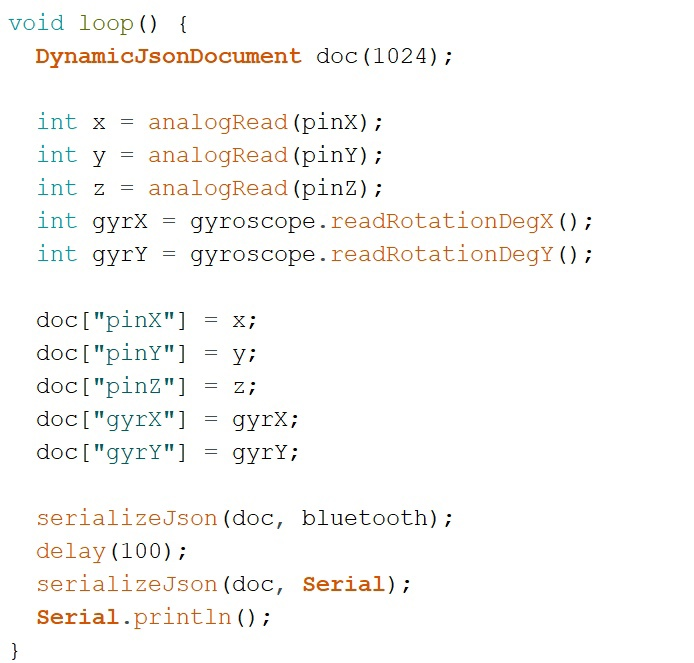 void loop() {
  DynamicJsonDocument doc(1024);

  int x = analogRead(pinX);
  int y = analogRead(pinY);
  int z = analogRead(pinZ);
  int gyrX = gyroscope.readRotationDegX();
  int gyrY = gyroscope.readRotationDegY();

  doc["pinX"] = x;
  doc["pinY"] = y;
  doc["pinZ"] = z;
  doc["gyrX"] = gyrX;
  doc["gyrY"] = gyrY;

  serializeJson(doc, bluetooth);
  delay(100);
  serializeJson(doc, Serial);
  Serial.println();
}